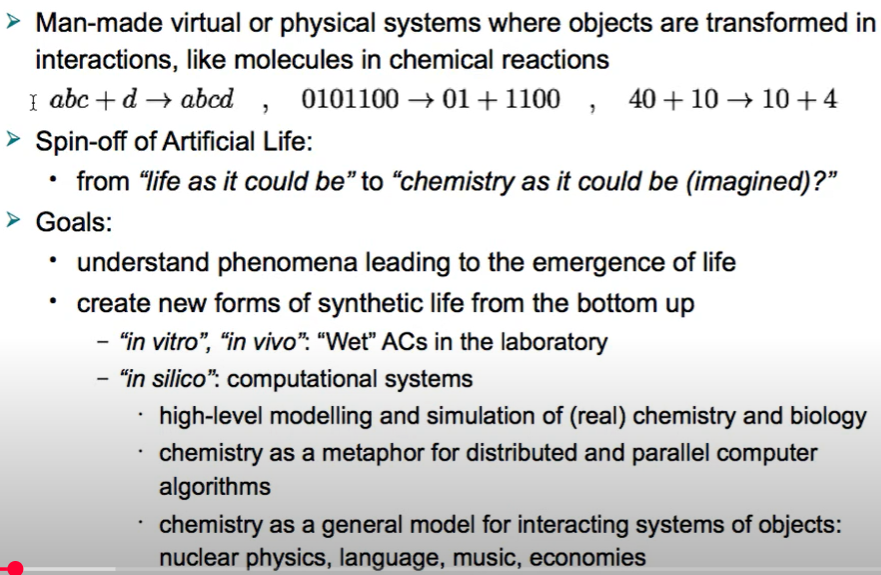 ➢ Man-made virtual or physical systems where objects are transformed in
interactions, like molecules in chemical reactions
abc + d → abcd , 0101100 → 01 + 1100 , 40 + 10 → 10 + 4
➢ Spin-off of Artificial Life:
• from “life as it could be” to “chemistry as it could be (imagined)?”
➢ Goals:
• understand phenomena leading to the emergence of life
• create new forms of synthetic life from the bottom up
– “in vitro”, “in vivo”: “Wet” ACs in the laboratory
– “in silico”: computational systems
· high-level modelling and simulation of (real) chemistry and biology
· chemistry as a metaphor for distributed and parallel computer
algorithms
· chemistry as a general model for interacting systems of objects:
nuclear physics, language, music, economies